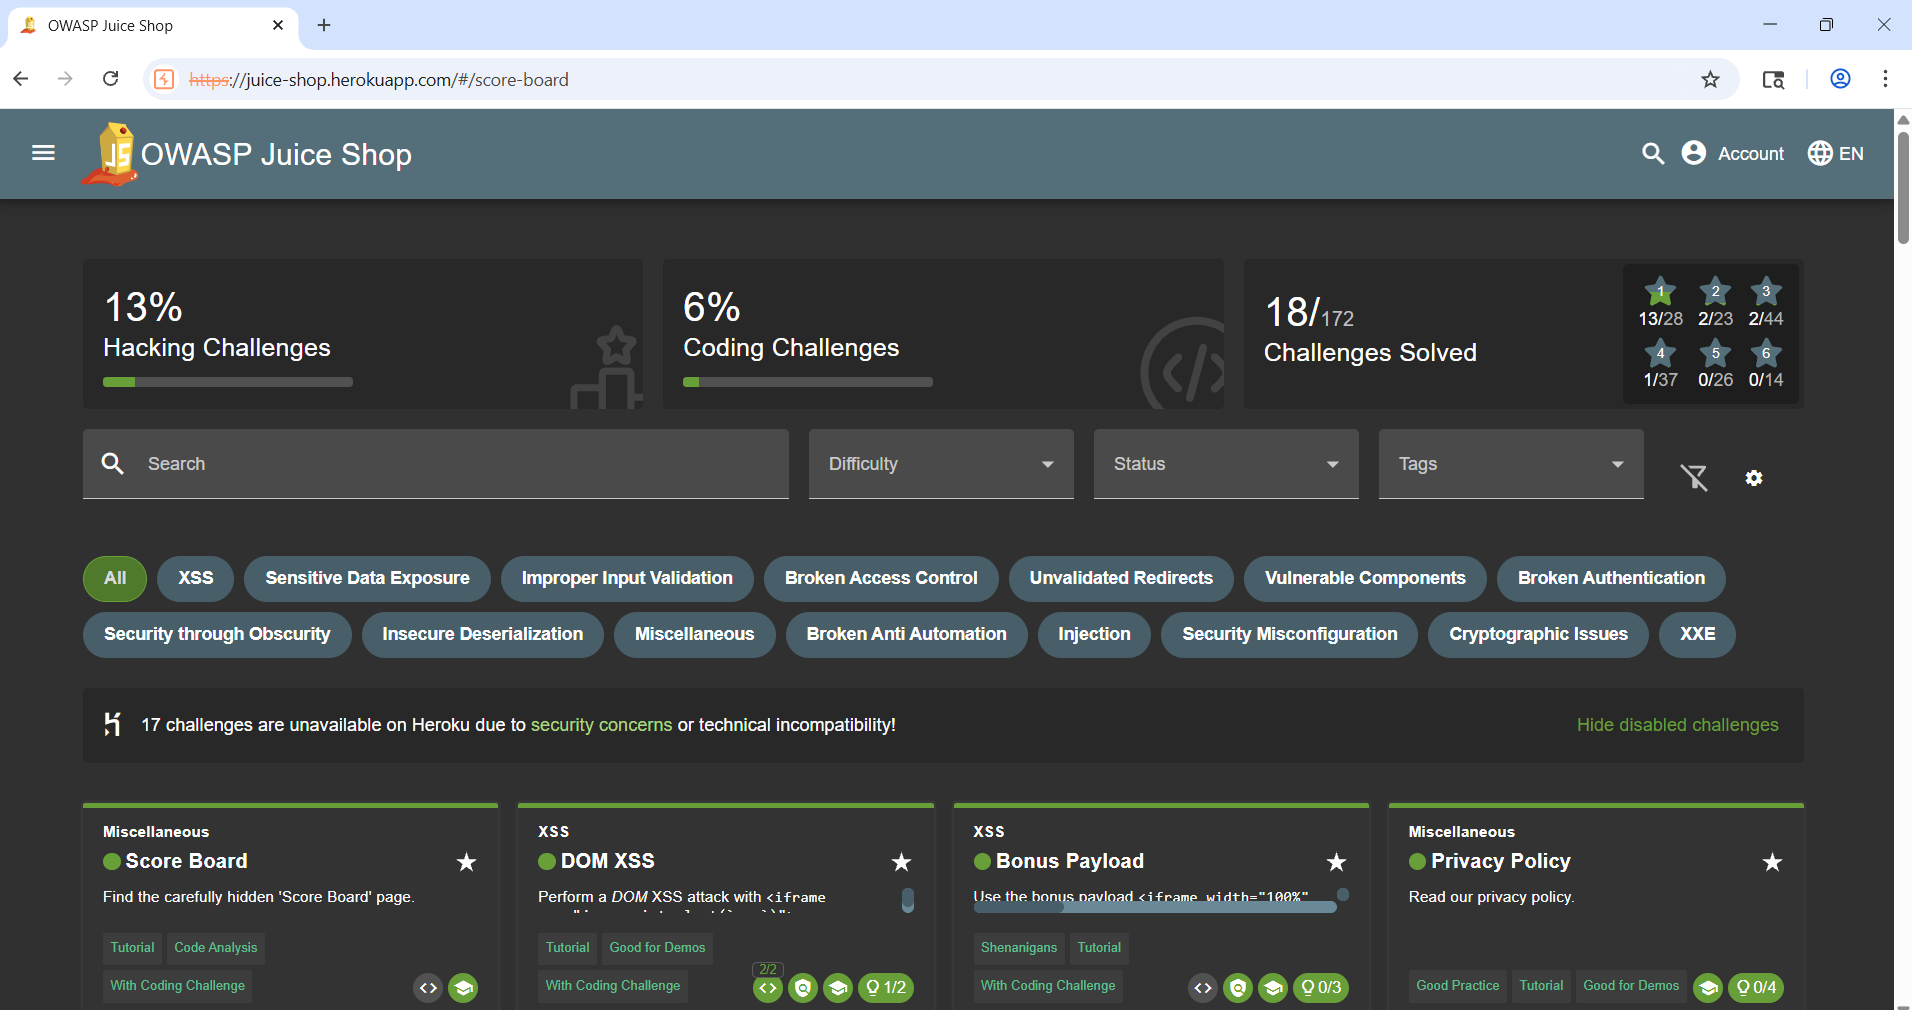 OWASP Juice Shop
https://juice-shop.herokuapp.com/#/score-board
JS
OWASP Juice Shop
Account
EN
13%
Hacking Challenges
6%
Coding Challenges
18/172
Challenges Solved
1 2 3
13/28 2/23 2/44
4 5 6
1/37 0/26 0/14
Search
Difficulty
Status
Tags
All XSS Sensitive Data Exposure Improper Input Validation Broken Access Control Unvalidated Redirects Vulnerable Components Broken Authentication
Security through Obscurity Insecure Deserialization Miscellaneous Broken Anti Automation Injection Security Misconfiguration Cryptographic Issues XXE
17 challenges are unavailable on Heroku due to security concerns or technical incompatibility!
Hide disabled challenges
Miscellaneous
Score Board
Find the carefully hidden 'Score Board' page.
Tutorial Code Analysis
With Coding Challenge
XSS
DOM XSS
Perform a DOM XSS attack with <iframe
Tutorial Good for Demos
With Coding Challenge
2/2
1/2
XSS
Bonus Payload
Use the bonus payload <iframe width="100%"
Shenanigans Tutorial
With Coding Challenge
0/3
Miscellaneous
Privacy Policy
Read our privacy policy.
Good Practice Tutorial Good for Demos
0/4